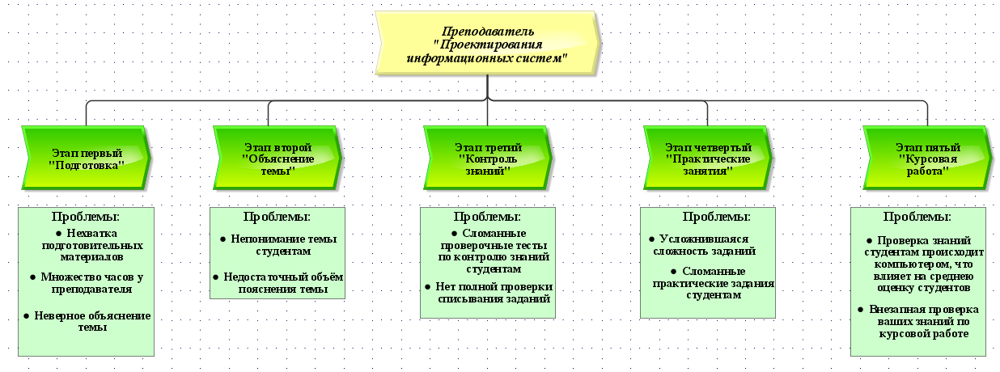 Преподаватель
" Проектирования
информационных систем"
Этап первый
"Подготовка"
Проблемы:
● Нехватка
подготовительных
материалов
● Множество часов у
преподавателя
● Неверное объяснение
темы
Этап второй
"Объяснение
темы"
Проблемы:
● Непонимание темы
студентам
● Недостаточный объём
пояснения темы
Этап третий
"Контроль
знаний"
Проблемы:
● Сломанные
проверочные тесты
по контролю знаний
студентам
● Нет полной проверки
списывания заданий
Этап четвертый
"Практические
занятия"
Проблемы:
● Усложнившаяся
сложность заданий
● Сломанные
практические задания
студентам
Этап пятый
"Курсовая
работа"
Проблемы:
● Проверка знаний
студентам происходит
компьютером, что
влияет на среднею
оценку студентов
● Внезапная проверка
ваших знаний по
курсовой работе